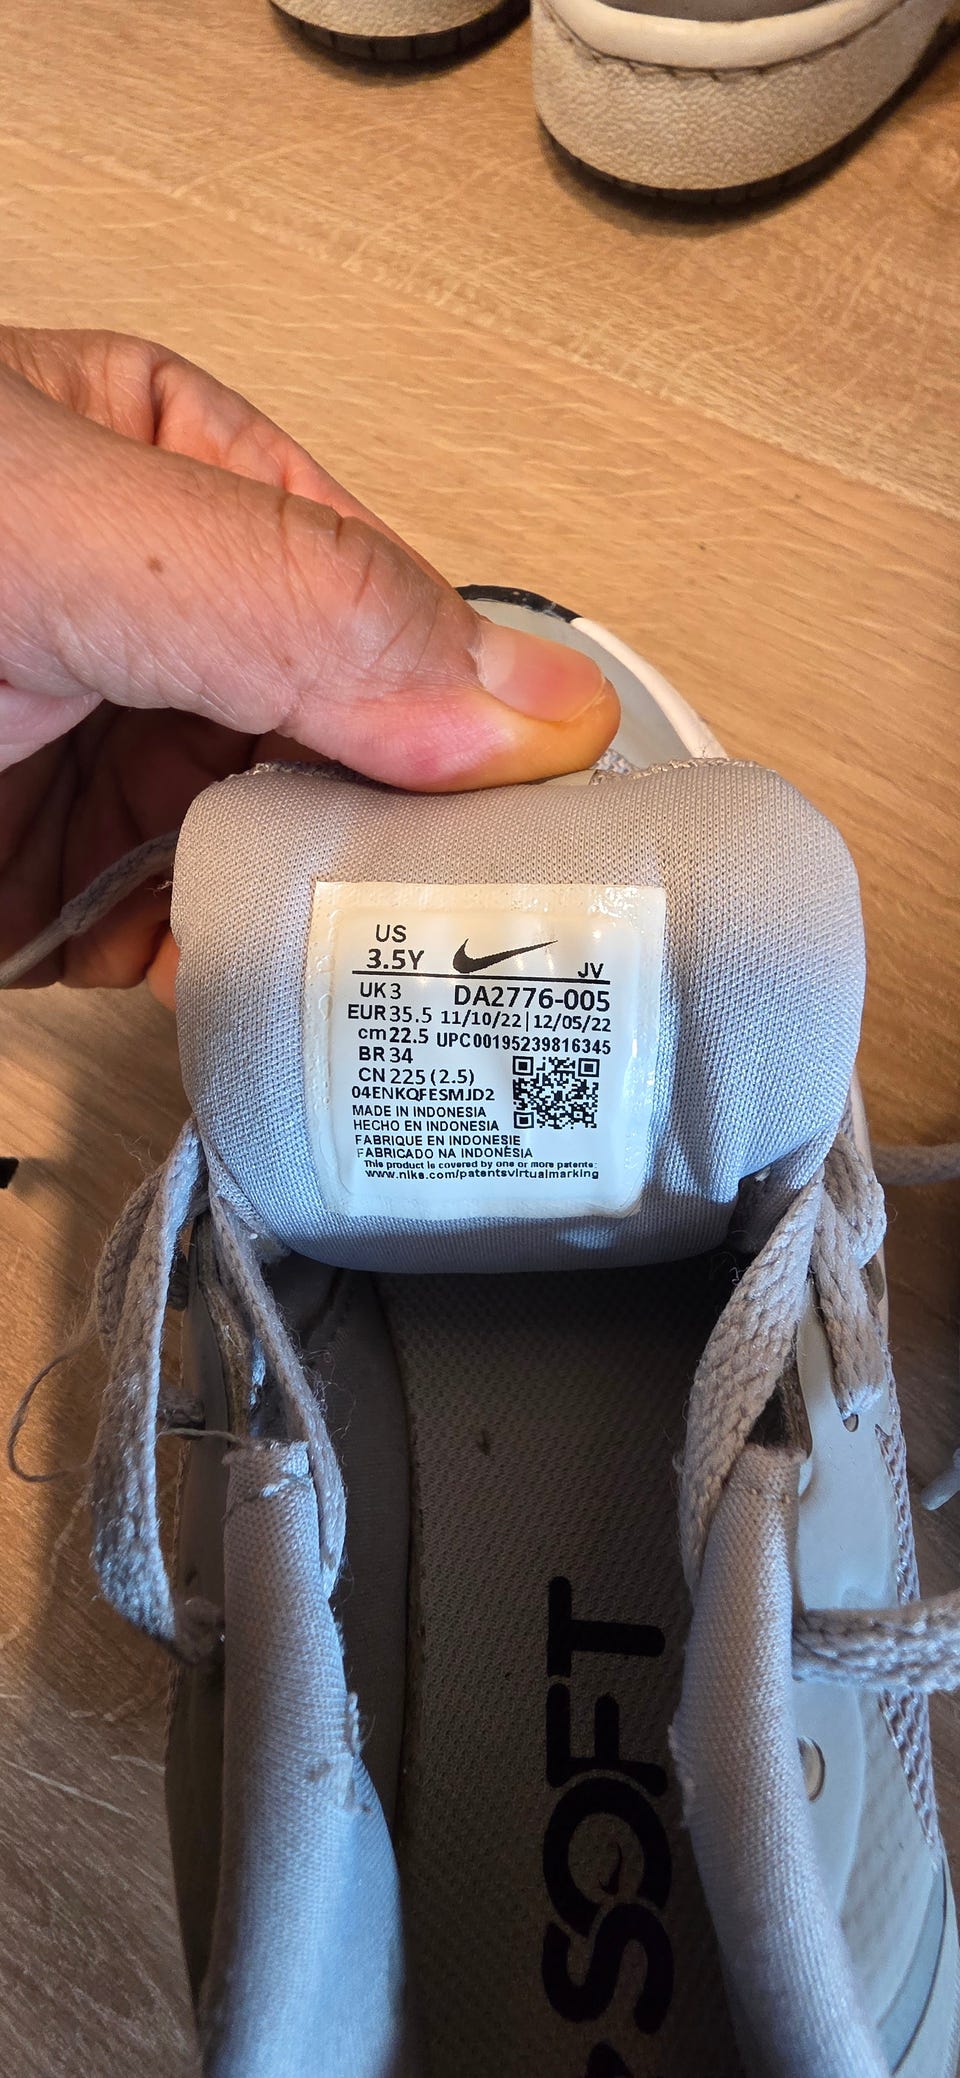 US
3.5Y
JV
UK 3 DA2776-005
EUR 35.5 11/10/22 | 12/05/22
cm 22.5 UPC 00195239816345
BR 34
CN 225 (2.5)
04ENKQFESMJD2
MADE IN INDONESIA
HECHO EN INDONESIA
FABRIQUE EN INDONESIE
FABRICADO NA INDONÉSIA
This product is covered by one or more patents:
www.nike.com/patentsvirtualmarking
SOFT